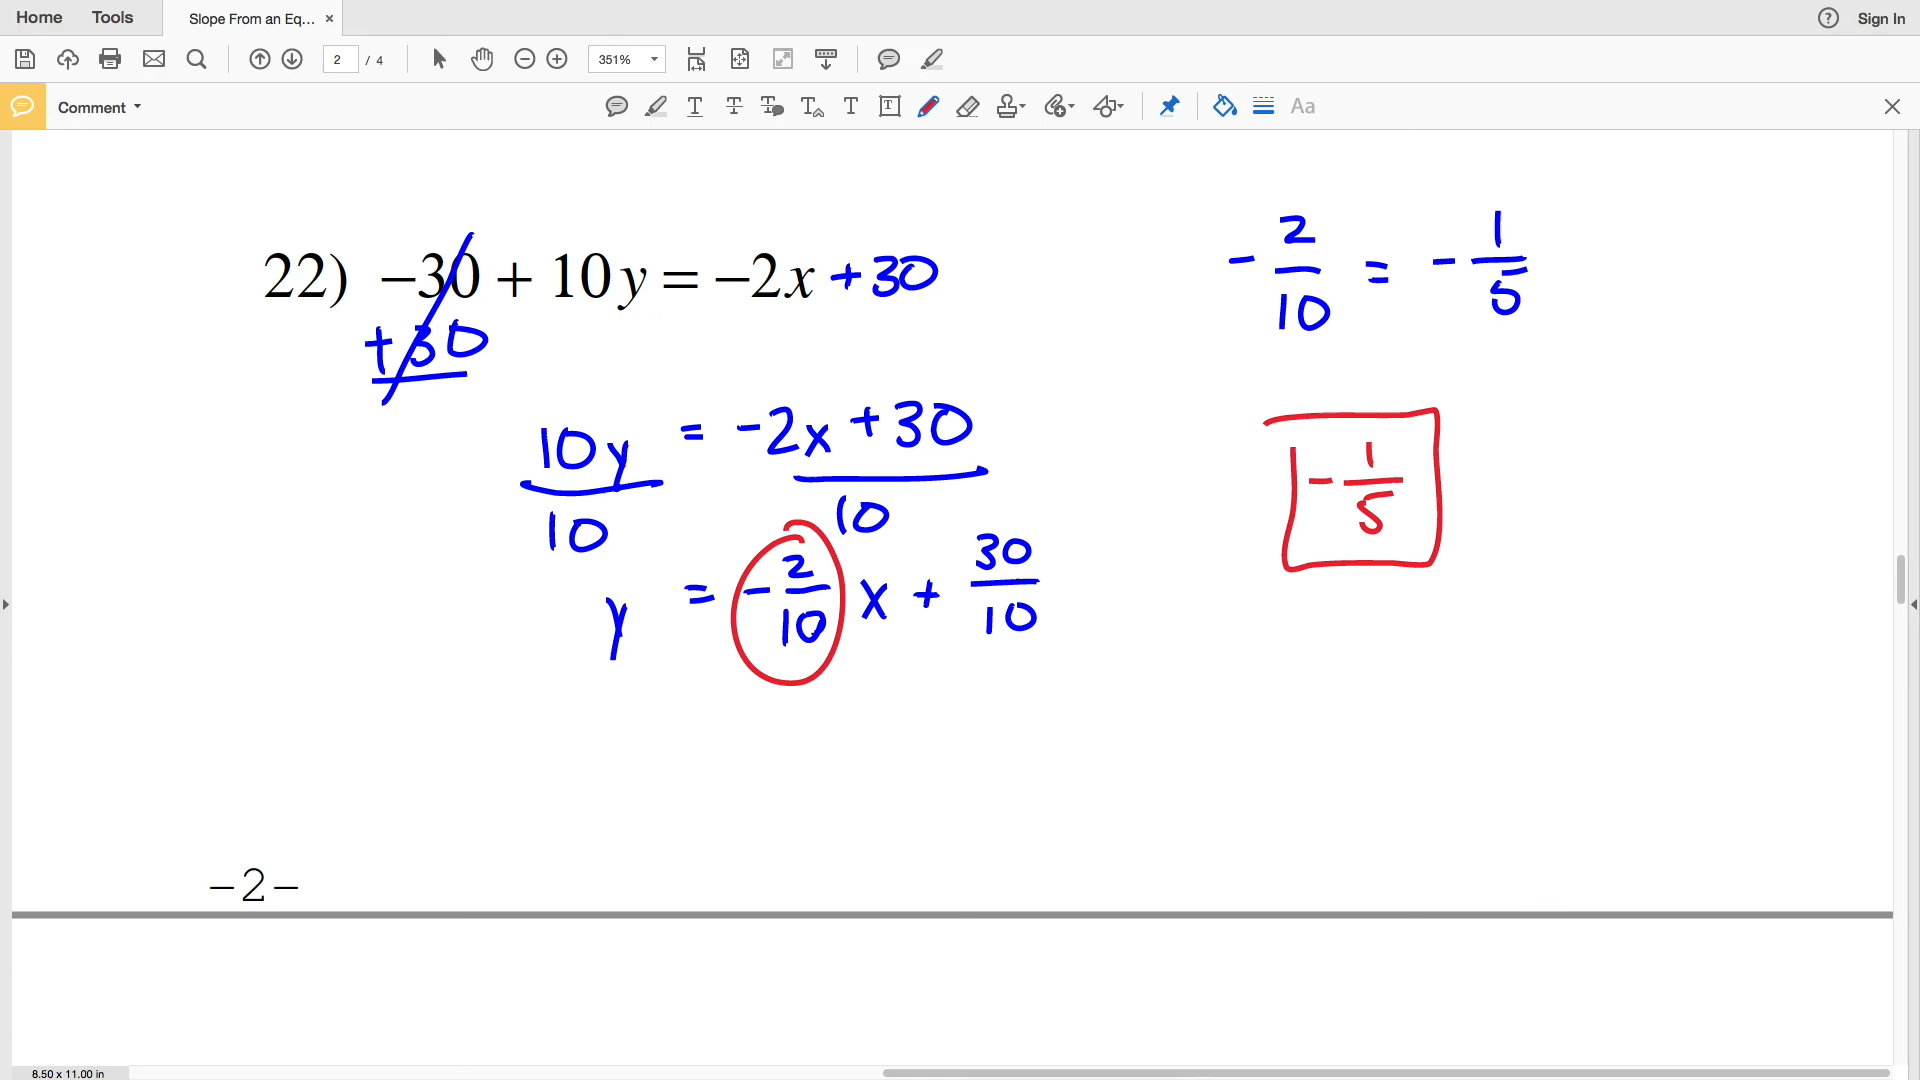 Home Tools Slope From an Eq... × ? Sign In
2 / 4 351%
Comment Aa
22) −30 + 10y = −2x +30
+30
10y = -2x +30
10 10
y = - 2/10 x + 30/10
- 2/10 = - 1/5
- 1/5
-2-
8.50 x 11.00 in